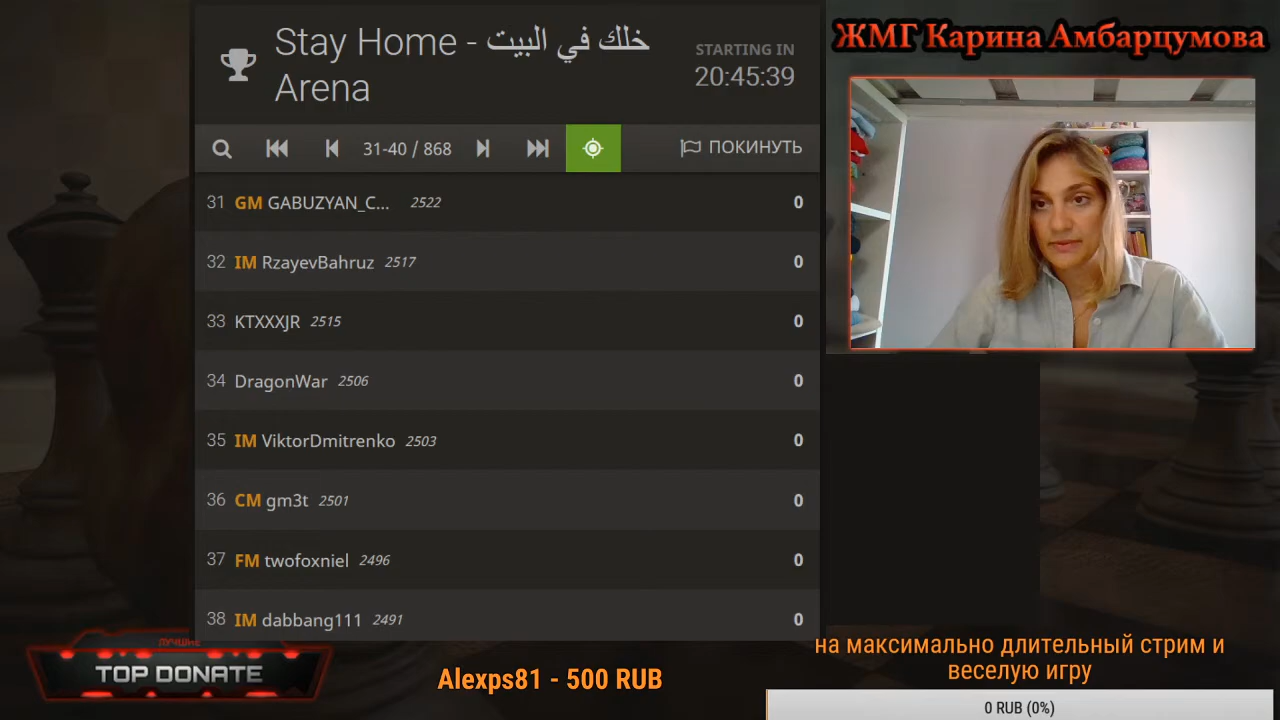 Stay Home - خلك في البيت
Arena
STARTING IN
20:45:39
31-40 / 868
ПОКИНУТЬ
31 GM GABUZYAN_C... 2522 0
32 IM RzayevBahruz 2517 0
33 KTXXXJR 2515 0
34 DragonWar 2506 0
35 IM ViktorDmitrenko 2503 0
36 CM gm3t 2501 0
37 FM twofoxniel 2496 0
38 IM dabbang111 2491 0
ЖМГ Карина Амбарцумова
ЛУЧШИЕ
TOP DONATE
Alexps81 - 500 RUB
на максимально длительный стрим и
веселую игру
0 RUB (0%)